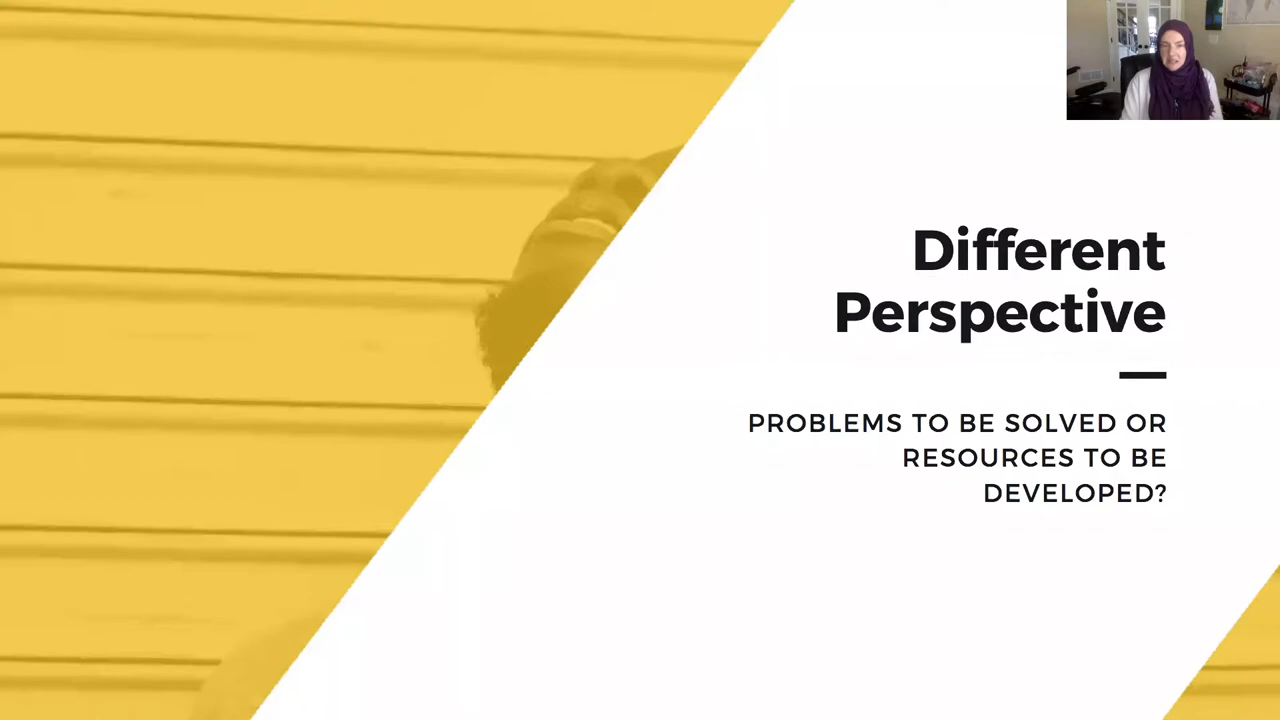 Different
Perspective
PROBLEMS TO BE SOLVED OR
RESOURCES TO BE
DEVELOPED?